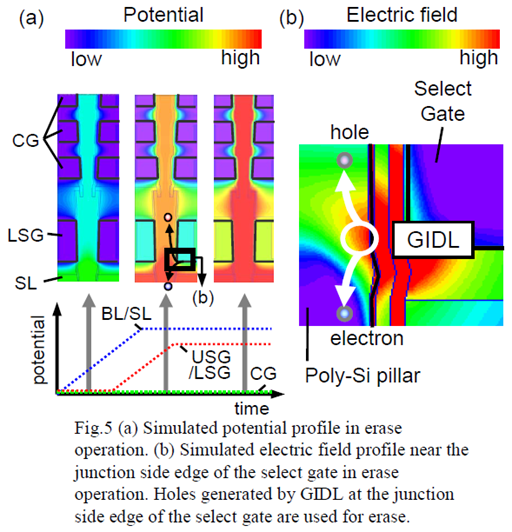 (a) Potential
low high
CG
LSG
SL
(b)
BL/SL
USG
/LSG
CG
potential
time
(b) Electric field
low high
Select
Gate
hole
GIDL
electron
Poly-Si pillar
Fig.5 (a) Simulated potential profile in erase
operation. (b) Simulated electric field profile near the
junction side edge of the select gate in erase
operation. Holes generated by GIDL at the junction
side edge of the select gate are used for erase.